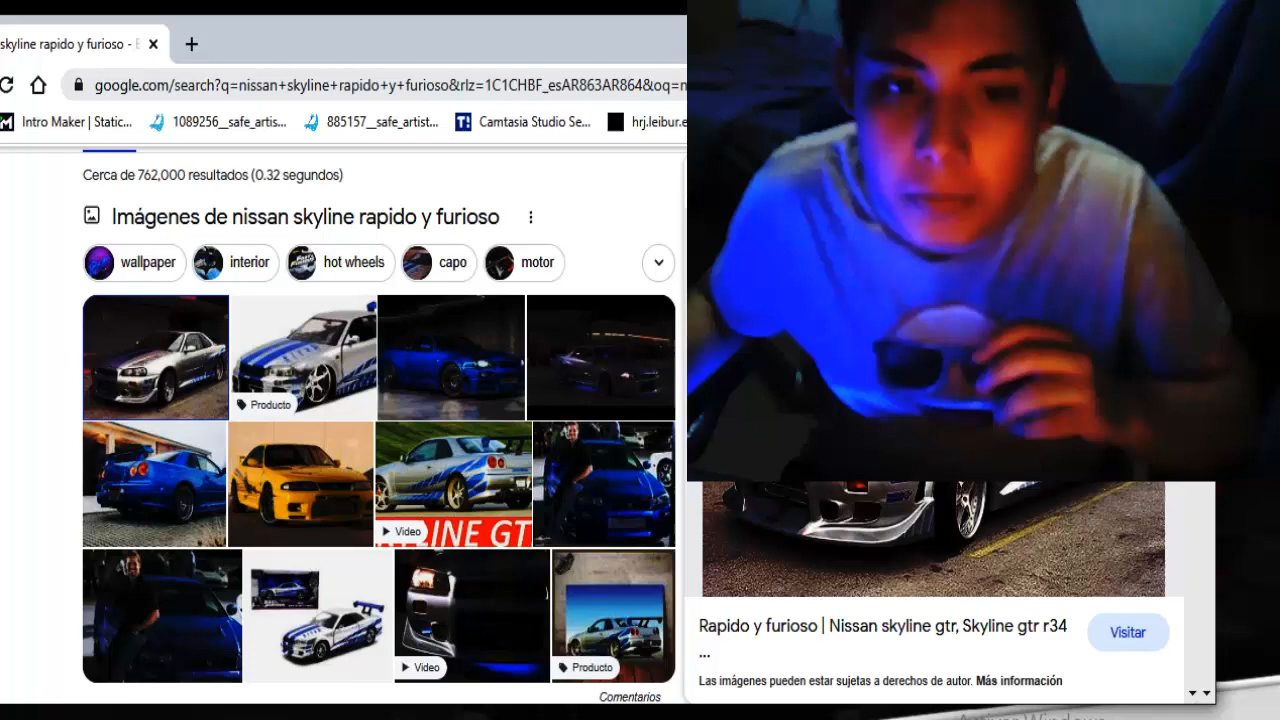 skyline rapido y furioso -
google.com/search?q=nissan+skyline+rapido+y+furioso&rlz=1C1CHBF_esAR863AR864&oq=n
Intro Maker | Static...
1089256__safe_artis...
885157__safe_artist...
T!
Camtasia Studio Se...
hrj.leibur.e
Cerca de 762,000 resultados (0.32 segundos)
Imágenes de nissan skyline rapido y furioso
wallpaper
interior
hot wheels
capo
motor
Producto
Video
LINE GT
Video
Producto
Comentarios
Rapido y furioso | Nissan skyline gtr, Skyline gtr r34
...
Visitar
Las imágenes pueden estar sujetas a derechos de autor. Más información